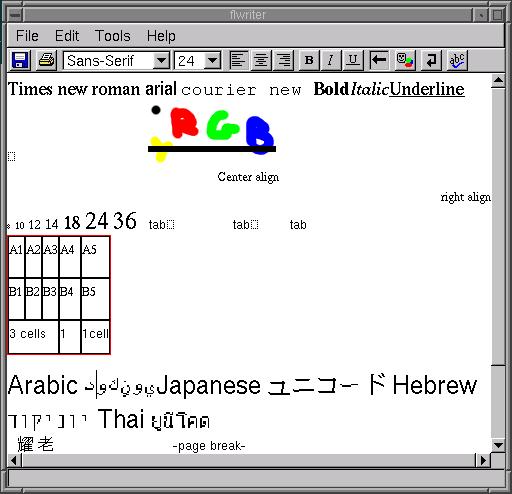 flwriter
File Edit Tools Help
Sans-Serif 24 B I U abc
Times new roman arial courier new Bold Italic Underline
R G B
Y
Center align
right align
8 10 12 14 18 24 36 tab tab tab
A1 A2 A3 A4 A5
B1 B2 B3 B4 B5
3 cells 1 1cell
Arabic يونِكود Japanese ユニコード Hebrew
יוניקוד Thai ยูนิโคด
耀 老 -page break-